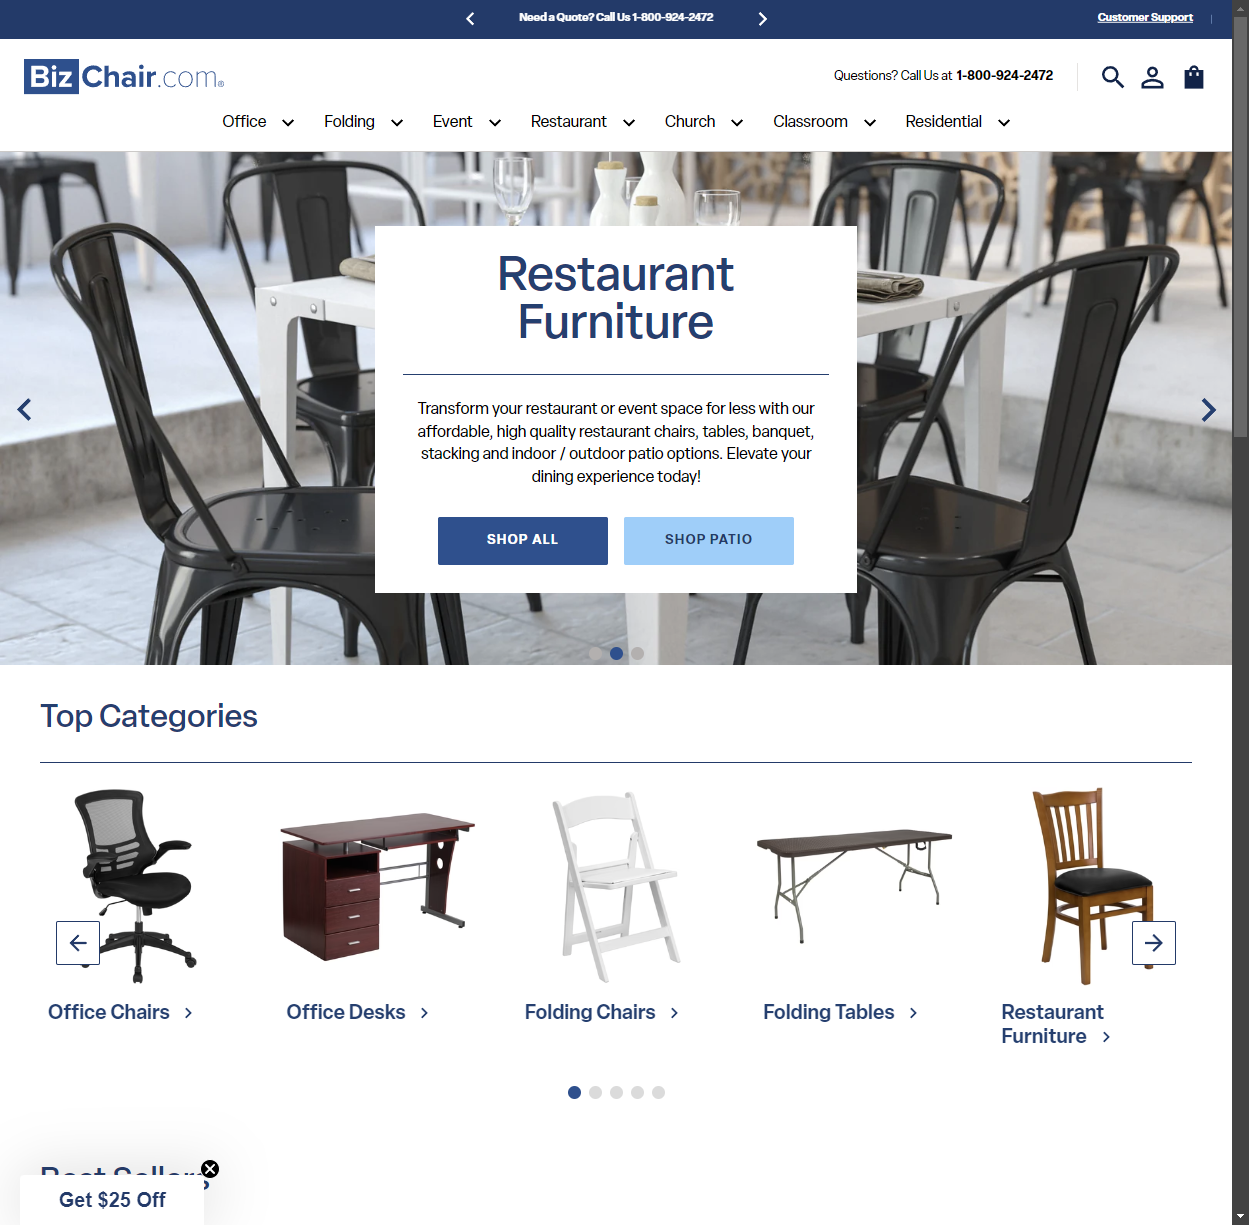 Need a Quote? Call Us 1-800-924-2472
Customer Support
BizChair.com®
Questions? Call Us at 1-800-924-2472
Office
Folding
Event
Restaurant
Church
Classroom
Residential
Restaurant
Furniture
Transform your restaurant or event space for less with our
affordable, high quality restaurant chairs, tables, banquet,
stacking and indoor / outdoor patio options. Elevate your
dining experience today!
SHOP ALL
SHOP PATIO
Top Categories
Office Chairs
Office Desks
Folding Chairs
Folding Tables
Restaurant
Furniture
Best Sellers
Get $25 Off